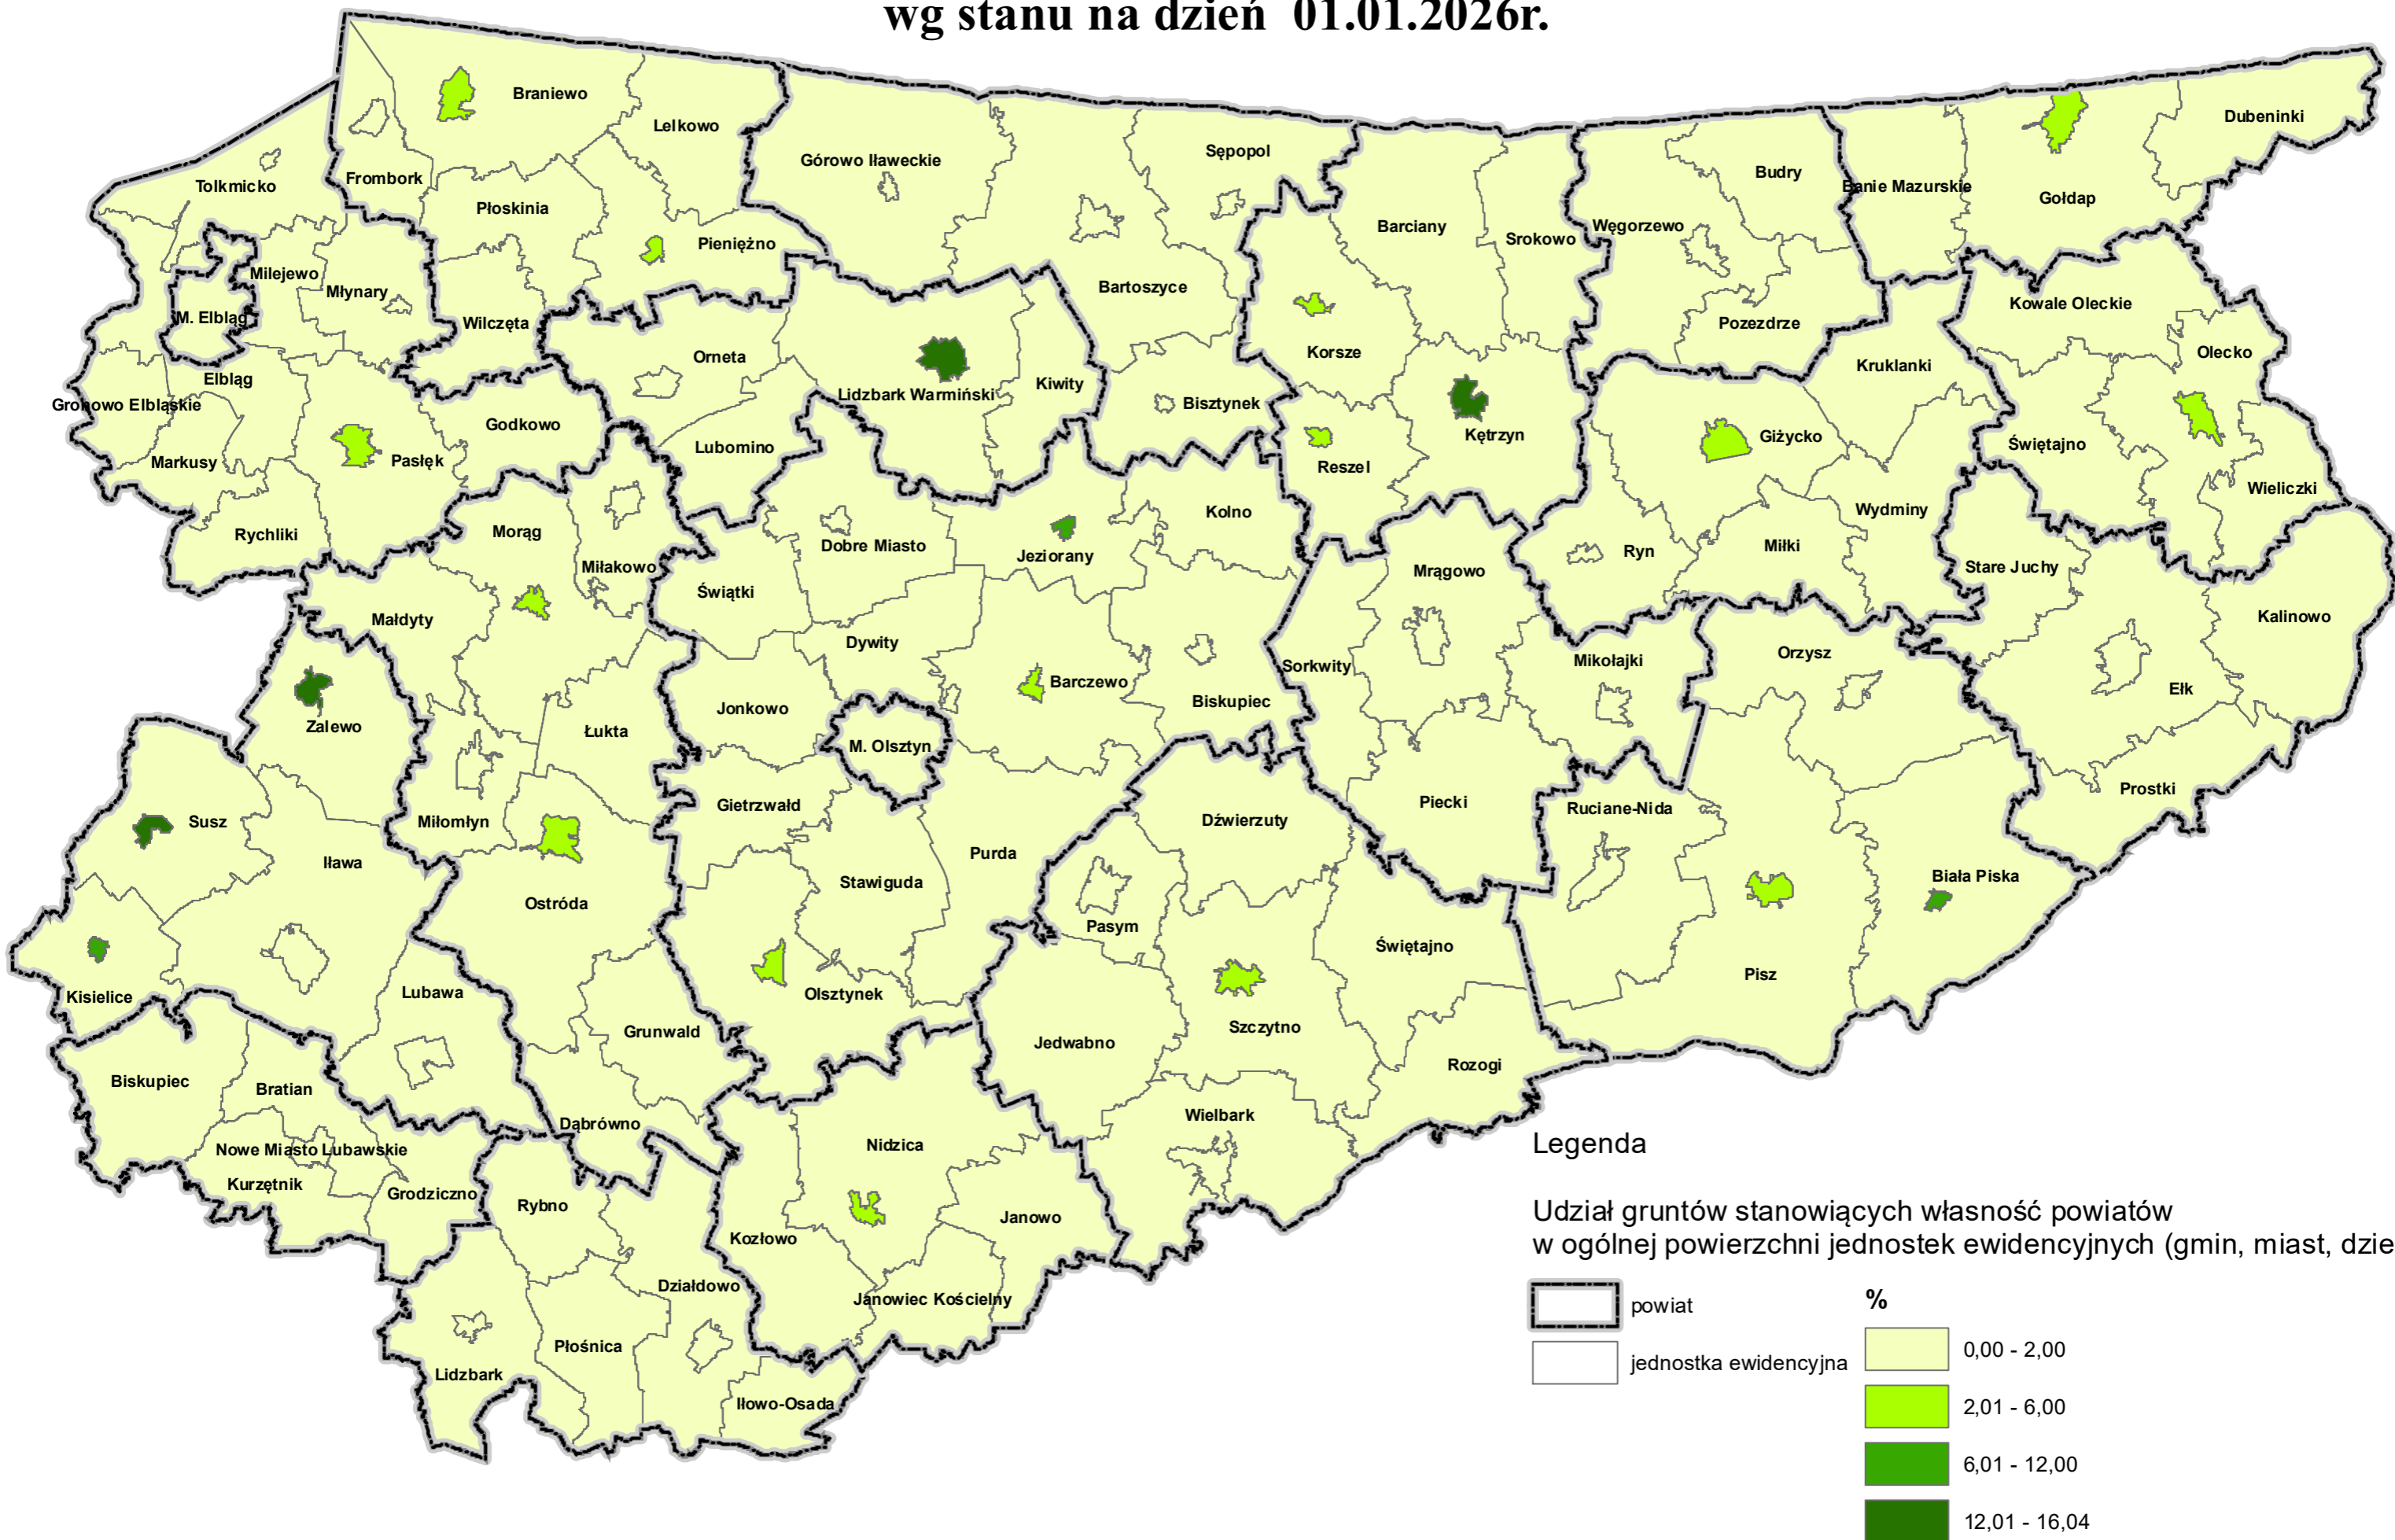 wg stanu na dzień 01.01.2026r.
Braniewo
Lelkowo
Dubeninki
Górowo Iławeckie
Sępopol
Tolkmicko
Frombork
Budry
Banie Mazurskie
Gołdap
Płoskinia
Pieniężno
Barciany
Srokowo
Węgorzewo
Milejewo
Młynary
Bartoszyce
Kowale Oleckie
M. Elbląg
Wilczęta
Pozezdrze
Orneta
Korsze
Olecko
Elbląg
Kruklanki
Gronowo Elbląskie
Lidzbark Warmiński
Kiwity
Bisztynek
Godkowo
Kętrzyn
Giżycko
Świętajno
Markusy
Pasłęk
Lubomino
Reszel
Wieliczki
Rychliki
Morąg
Kolno
Wydminy
Dobre Miasto
Jeziorany
Ryn
Miłki
Miłakowo
Mrągowo
Stare Juchy
Świątki
Małdyty
Kalinowo
Dywity
Orzysz
Barczewo
Sorkwity
Mikołajki
Ełk
Biskupiec
Jonkowo
Zalewo
Łukta
M. Olsztyn
Prostki
Gietrzwałd
Piecki
Ruciane-Nida
Susz
Miłomłyn
Dźwierzuty
Iława
Purda
Stawiguda
Biała Piska
Ostróda
Pasym
Świętajno
Pisz
Kisielice
Lubawa
Olsztynek
Grunwald
Szczytno
Jedwabno
Rozogi
Biskupiec
Bratian
Dąbrówno
Wielbark
Nowe Miasto Lubawskie
Nidzica
Kurzętnik
Grodziczno
Rybno
Janowo
Kozłowo
Działdowo
Janowiec Kościelny
Płośnica
Lidzbark
Iłowo-Osada
Legenda
Udział gruntów stanowiących własność powiatów
w ogólnej powierzchni jednostek ewidencyjnych (gmin, miast, dzie
powiat
jednostka ewidencyjna
%
0,00 - 2,00
2,01 - 6,00
6,01 - 12,00
12,01 - 16,04